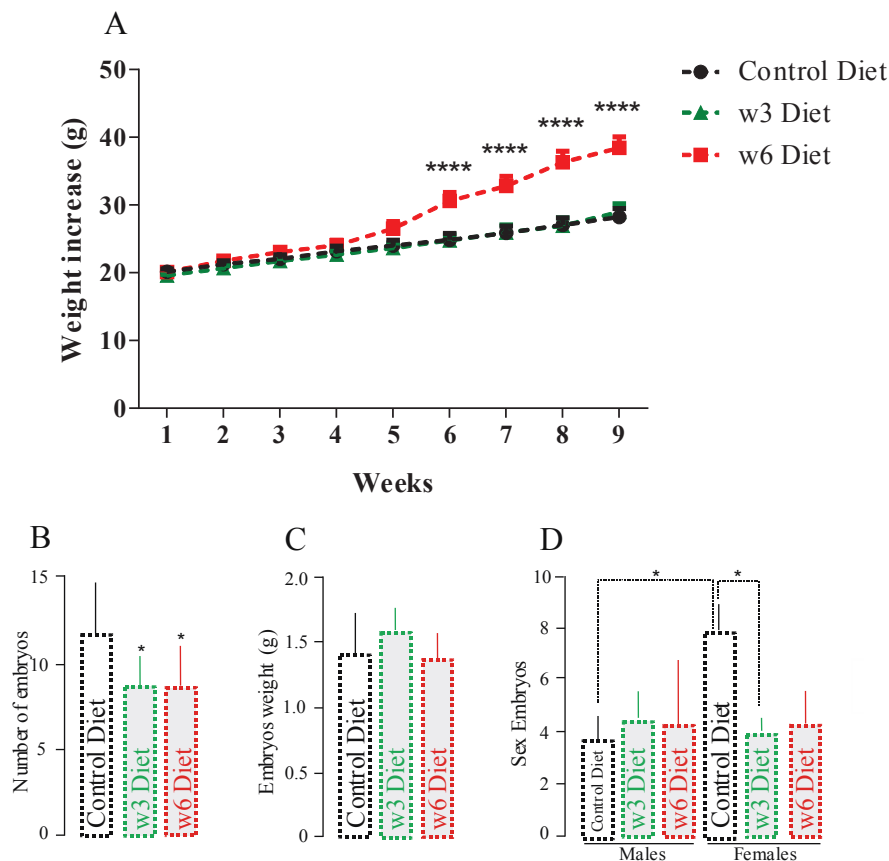 A
Weight increase (g)
50
40
30
20
10
0
**** **** **** ****
1 2 3 4 5 6 7 8 9
Weeks
Control Diet
w3 Diet
w6 Diet
B
Number of embryos
15
10
5
0
* *
Control Diet
w3 Diet
w6 Diet
C
Embryos weight (g)
2.0
1.5
1.0
0.5
0.0
Control Diet
w3 Diet
w6 Diet
D
Sex Embryos
10
8
6
4
2
0
* *
Control Diet
w3 Diet
w6 Diet
Control Diet
w3 Diet
w6 Diet
Males Females